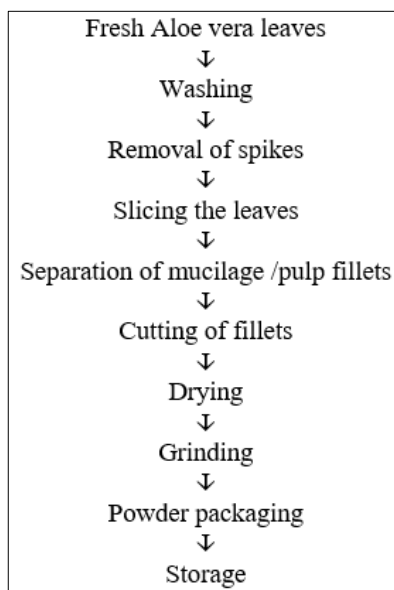 Fresh Aloe vera leaves
↓
Washing
↓
Removal of spikes
↓
Slicing the leaves
↓
Separation of mucilage /pulp fillets
↓
Cutting of fillets
↓
Drying
↓
Grinding
↓
Powder packaging
↓
Storage